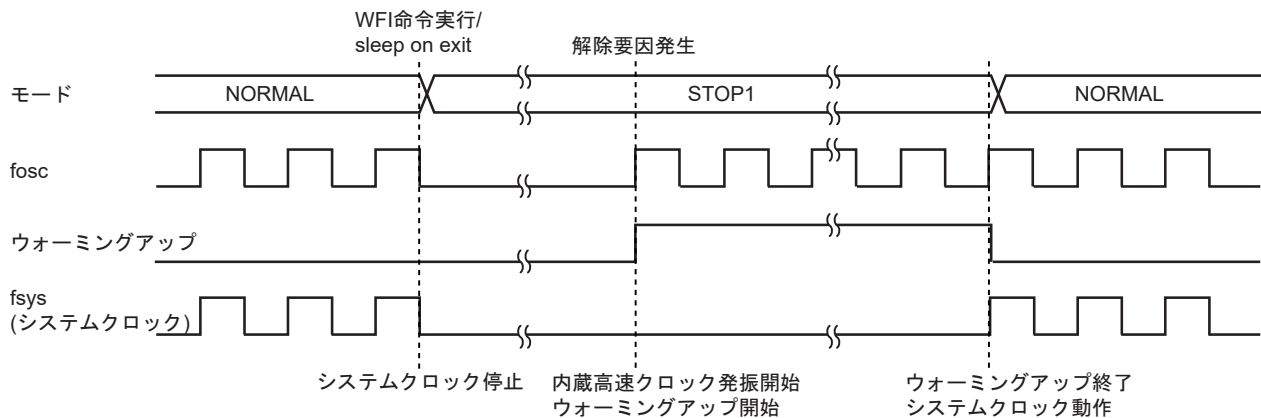 WFI命令実行/
sleep on exit
解除要因発生
モード
NORMAL
STOP1
NORMAL
fosc
ウォーミングアップ
fsys
(システムクロック)
システムクロック停止
内蔵高速クロック発振開始
ウォーミングアップ開始
ウォーミングアップ終了
システムクロック動作